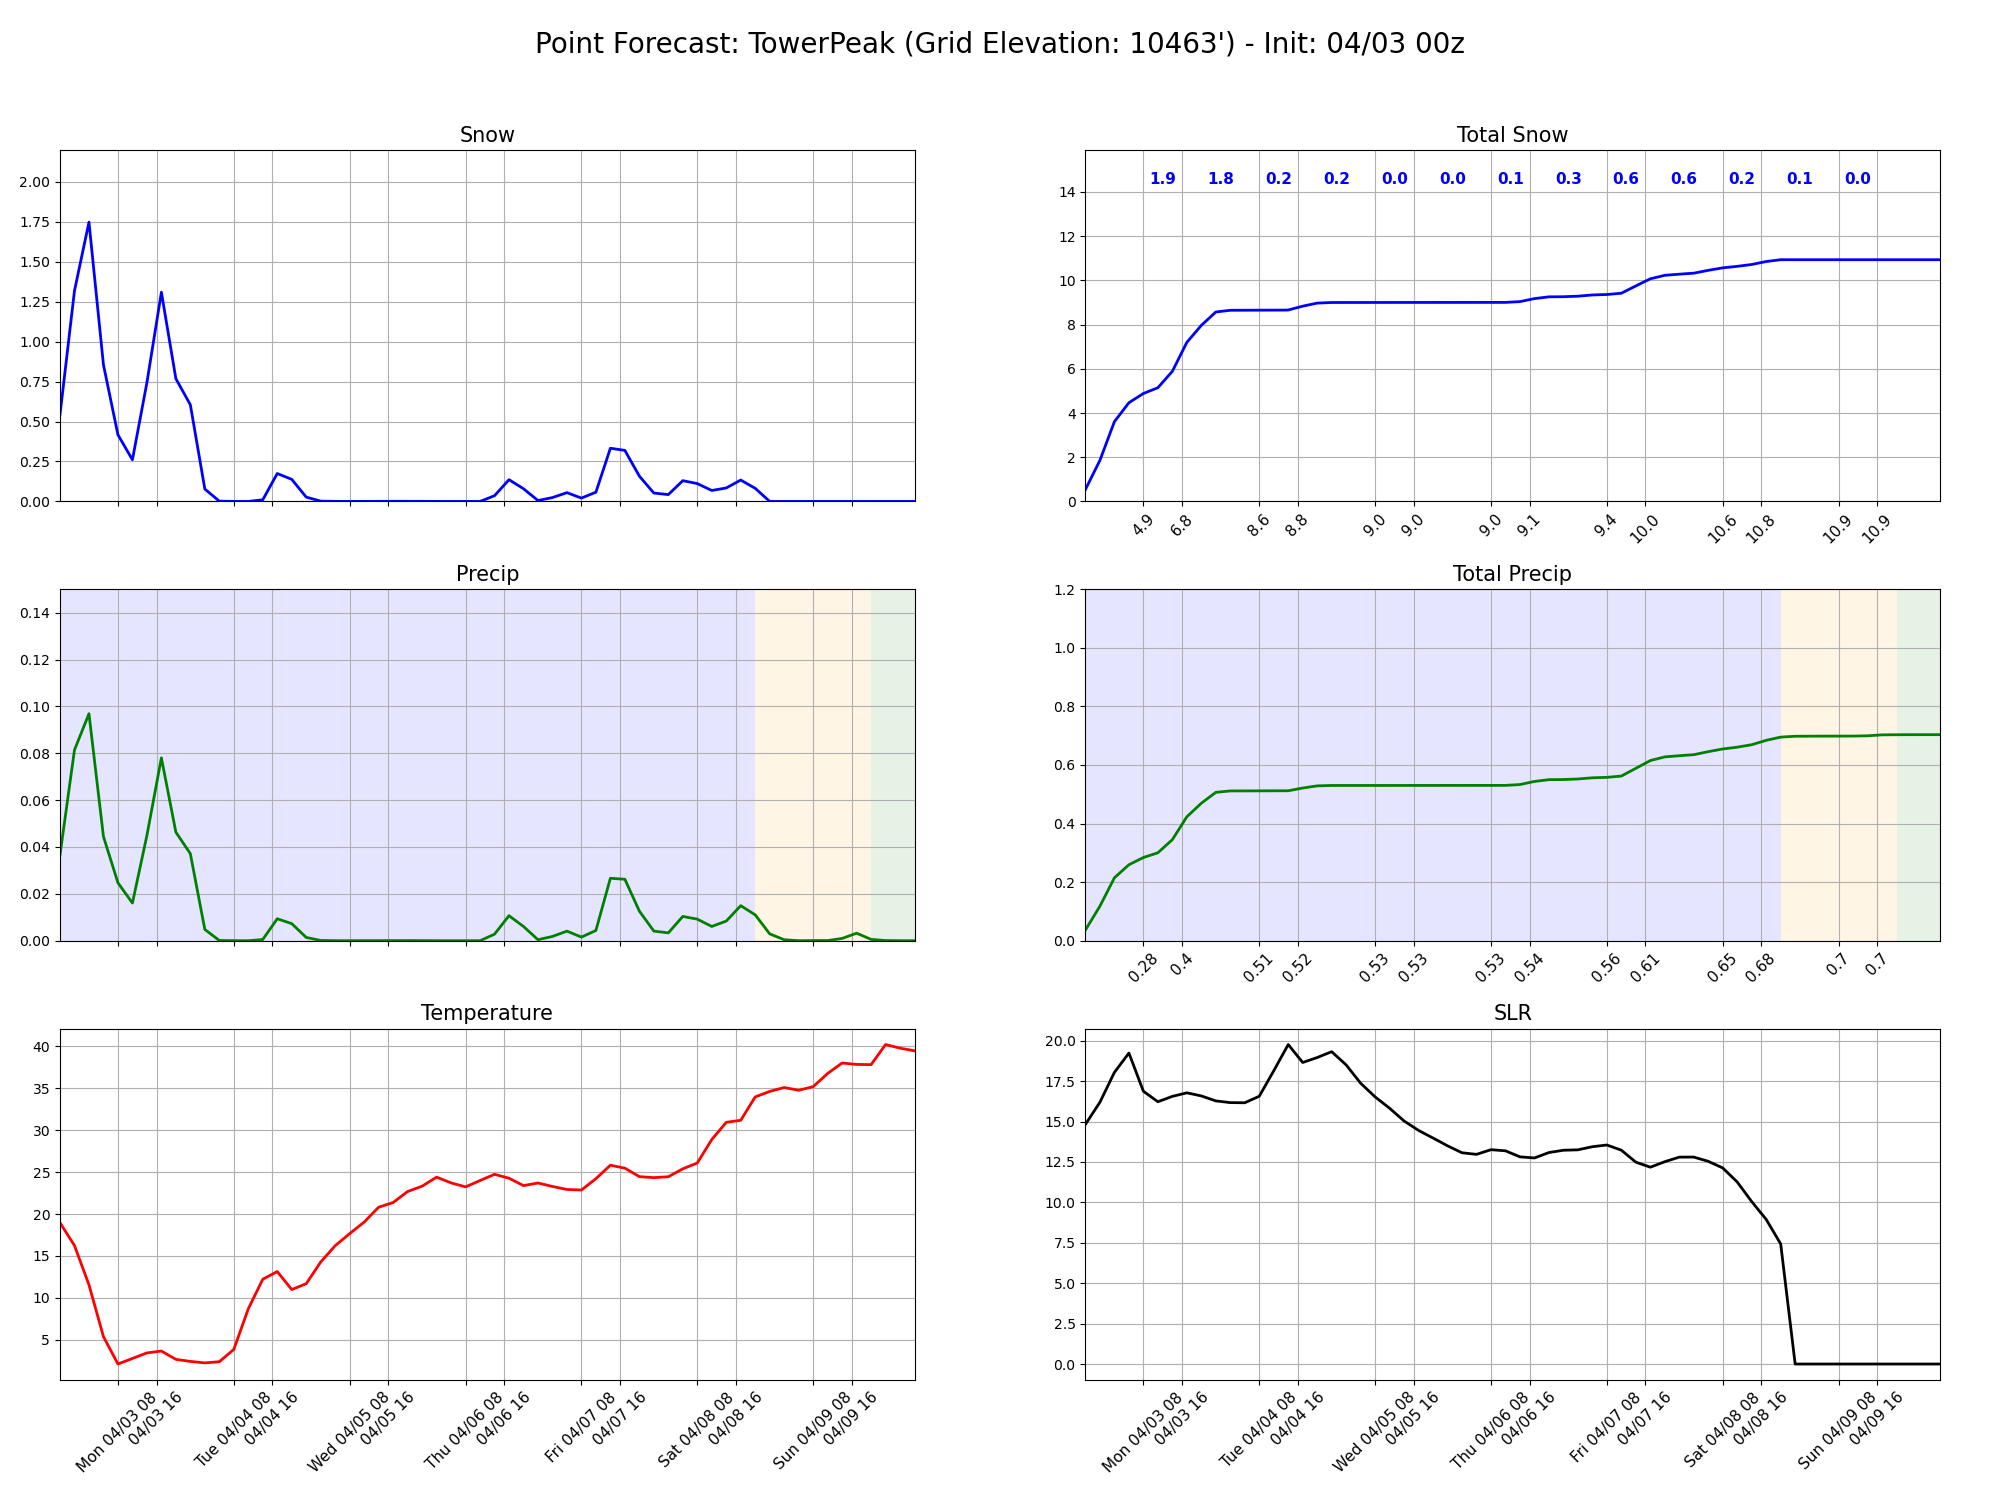 Point Forecast: TowerPeak (Grid Elevation: 10463') - Init: 04/03 00z
Snow
2.00
1.75
1.50
1.25
1.00
0.75
0.50
0.25
0.00
Total Snow
1.9 1.8 0.2 0.2 0.0 0.0 0.1 0.3 0.6 0.6 0.2 0.1 0.0
14
12
10
8
6
4
2
0
4.9 6.8 8.6 8.8 9.0 9.0 9.0 9.1 9.4 10.0 10.6 10.8 10.9 10.9
Precip
0.14
0.12
0.10
0.08
0.06
0.04
0.02
0.00
Total Precip
1.2
1.0
0.8
0.6
0.4
0.2
0.0
0.28 0.4 0.51 0.52 0.53 0.53 0.53 0.54 0.56 0.61 0.65 0.68 0.7 0.7
Temperature
40
35
30
25
20
15
10
5
Mon 04/03 08
04/03 16
Tue 04/04 08
04/04 16
Wed 04/05 08
04/05 16
Thu 04/06 08
04/06 16
Fri 04/07 08
04/07 16
Sat 04/08 08
04/08 16
Sun 04/09 08
04/09 16
SLR
20.0
17.5
15.0
12.5
10.0
7.5
5.0
2.5
0.0
Mon 04/03 08
04/03 16
Tue 04/04 08
04/04 16
Wed 04/05 08
04/05 16
Thu 04/06 08
04/06 16
Fri 04/07 08
04/07 16
Sat 04/08 08
04/08 16
Sun 04/09 08
04/09 16